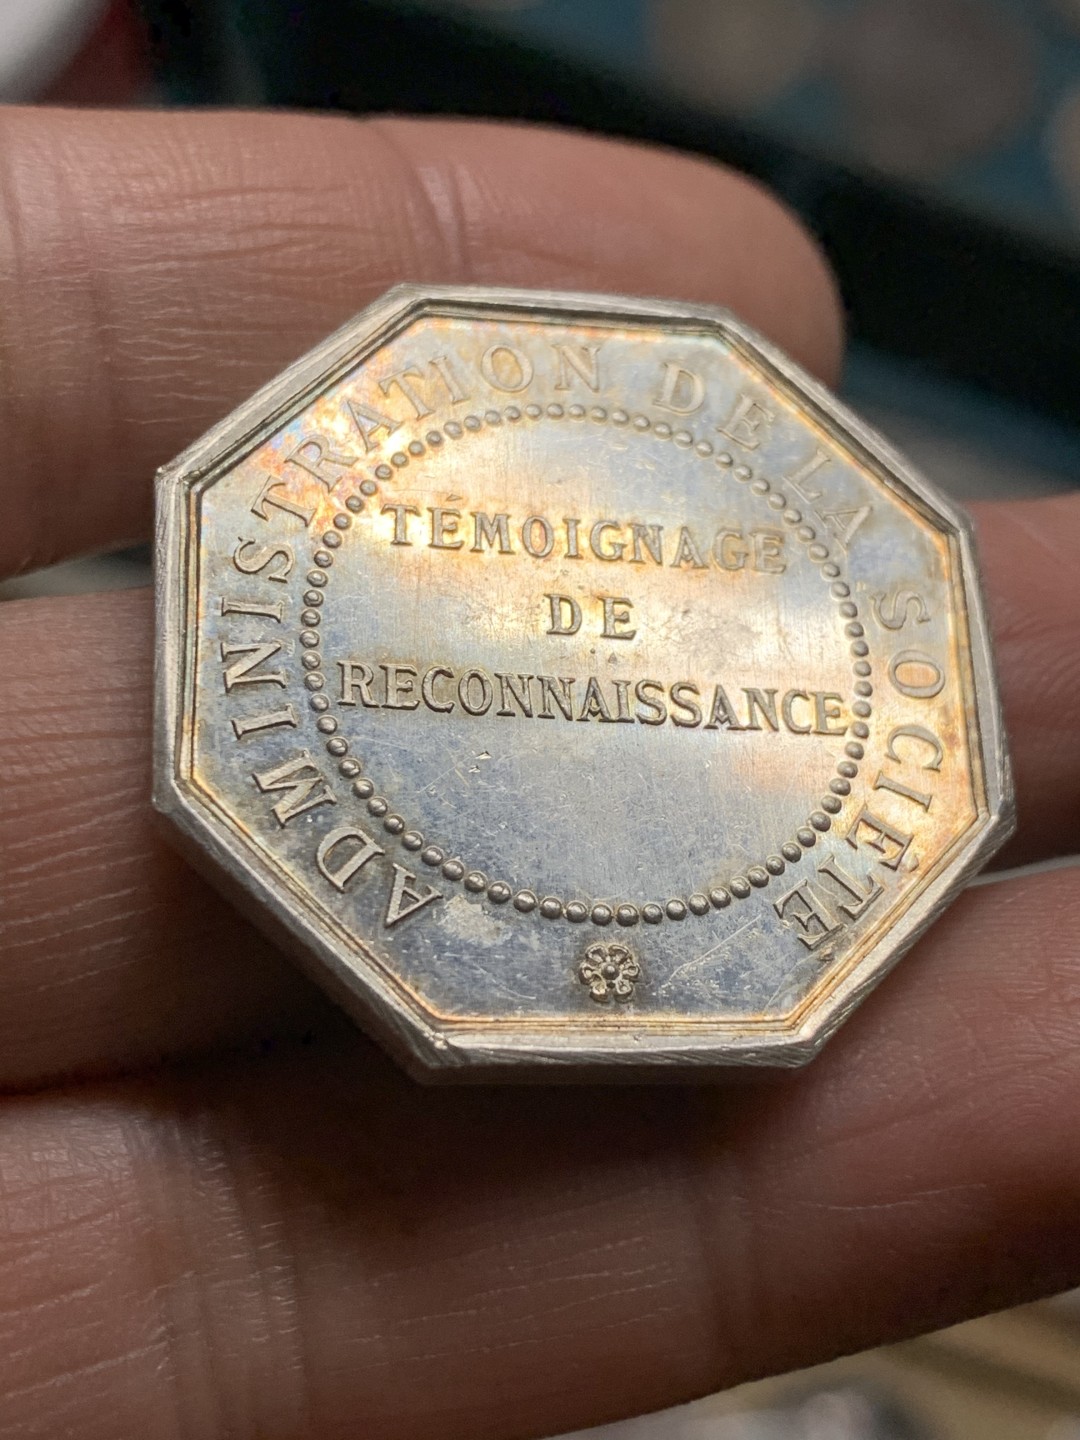 ADMINISTRATION DE LA SOCIÉTÉ
TÉMOIGNAGE
DE
RECONNAISSANCE